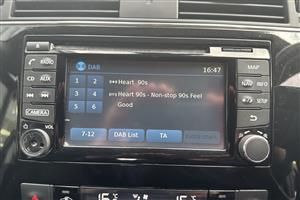 DAB
16:47
RADIO
MAP
CD·AUX
NAV
INFO
SETUP
CAMERA
1 2
3 4
5 6
Heart 90s
Heart 90s - Non-stop 90s Feel
Good
7-12
DAB List
TA